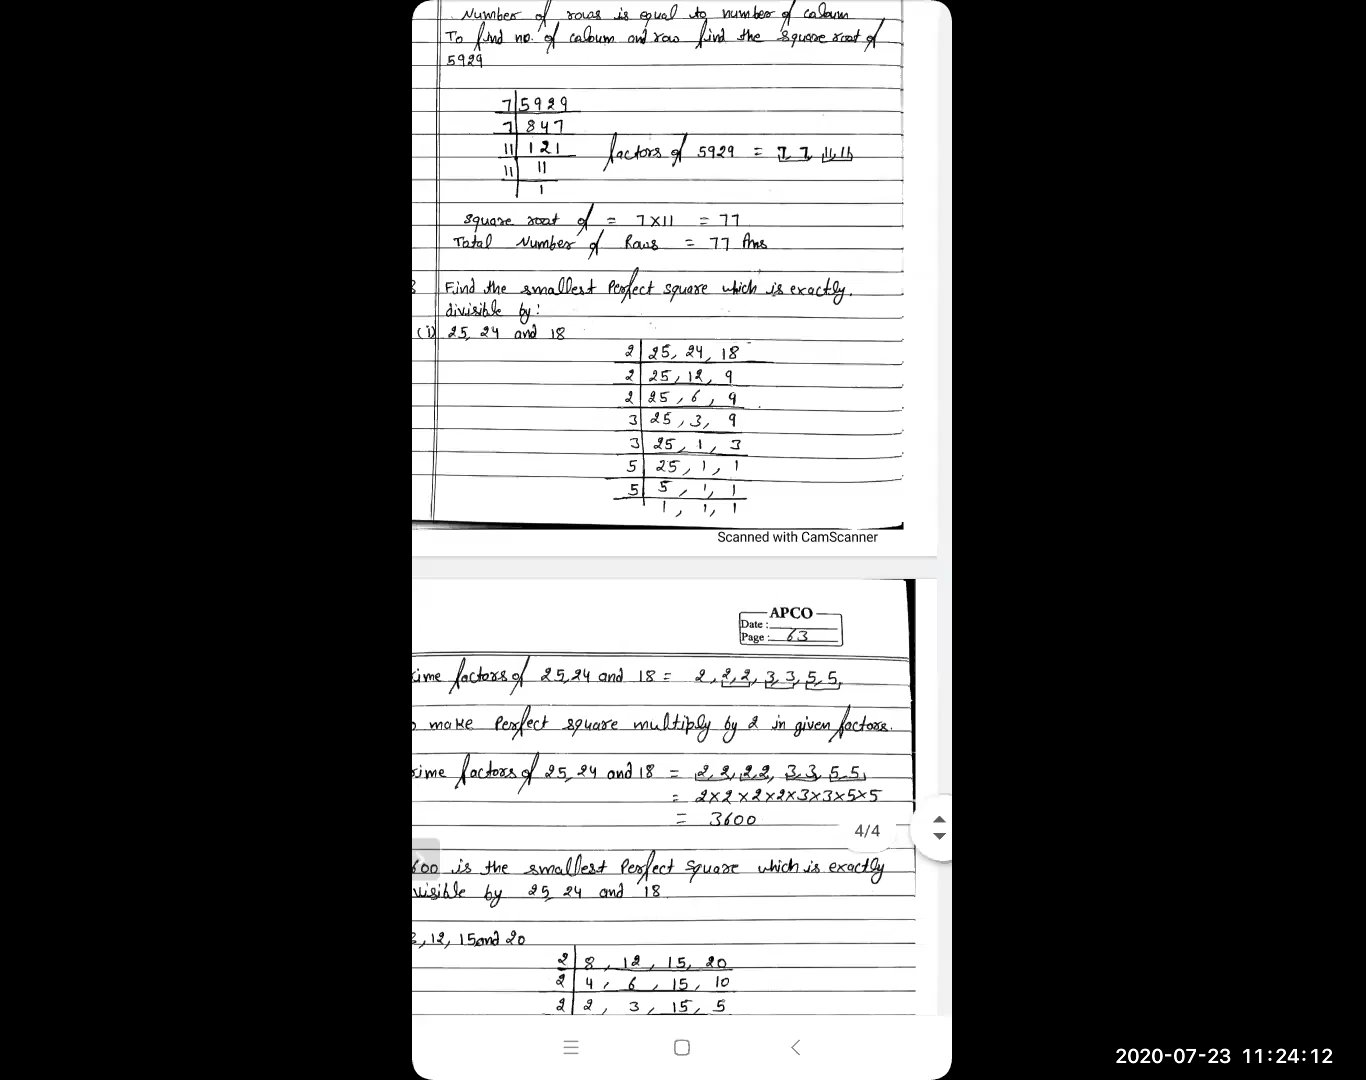 Number of rows is equal to number of caloum
To find no. of caloum and row find the square root of
5929
7 | 5929
7 | 847
11 | 121
11 | 11
1
factors of 5929 = 7, 7, 11, 11
square root of = 7×11 = 77
Total Number of Rows = 77 Ans
Find the smallest Perfect square which is exactly.
divisible by:
(i) 25, 24 and 18
2 | 25, 24, 18
2 | 25, 12, 9
2 | 25, 6, 9
3 | 25, 3, 9
3 | 25, 1, 3
5 | 25, 1, 1
5 | 5, 1, 1
1, 1, 1
Scanned with CamScanner
APCO
Date :
Page : 63
ime factors of 25, 24 and 18 = 2, 2, 2, 3, 3, 5, 5,
make Perfect square multiply by 2 in given factors.
ime factors of 25, 24 and 18 = 2, 2, 2, 2, 3, 3, 5, 5,
= 2×2×2×2×3×3×5×5
= 3600
4/4
600 is the smallest Perfect Square which is exactly
visible by 25, 24 and 18
, 12, 15 and 20
2 | 8, 12, 15, 20
2 | 4, 6, 15, 10
2 | 2, 3, 15, 5
2020-07-23 11:24:12